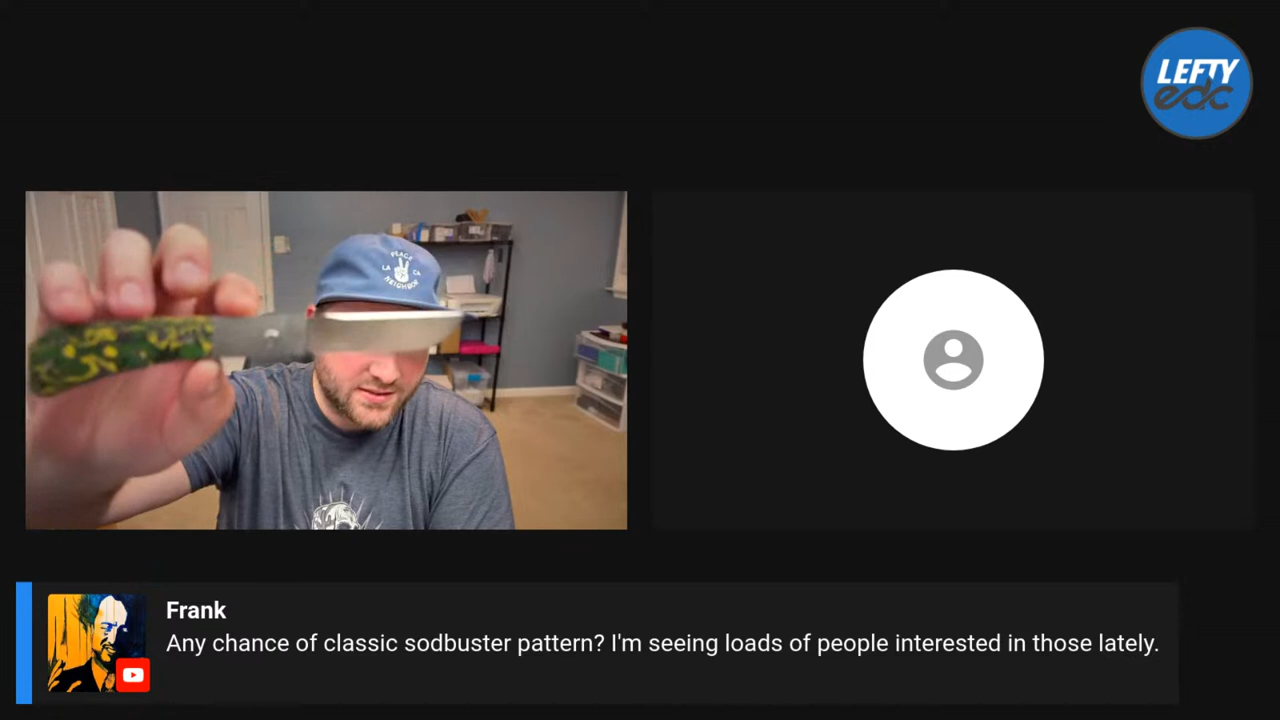 LEFTY
edc
PEACE
LA CA
NEIGHBOR
Frank
Any chance of classic sodbuster pattern? I'm seeing loads of people interested in those lately.